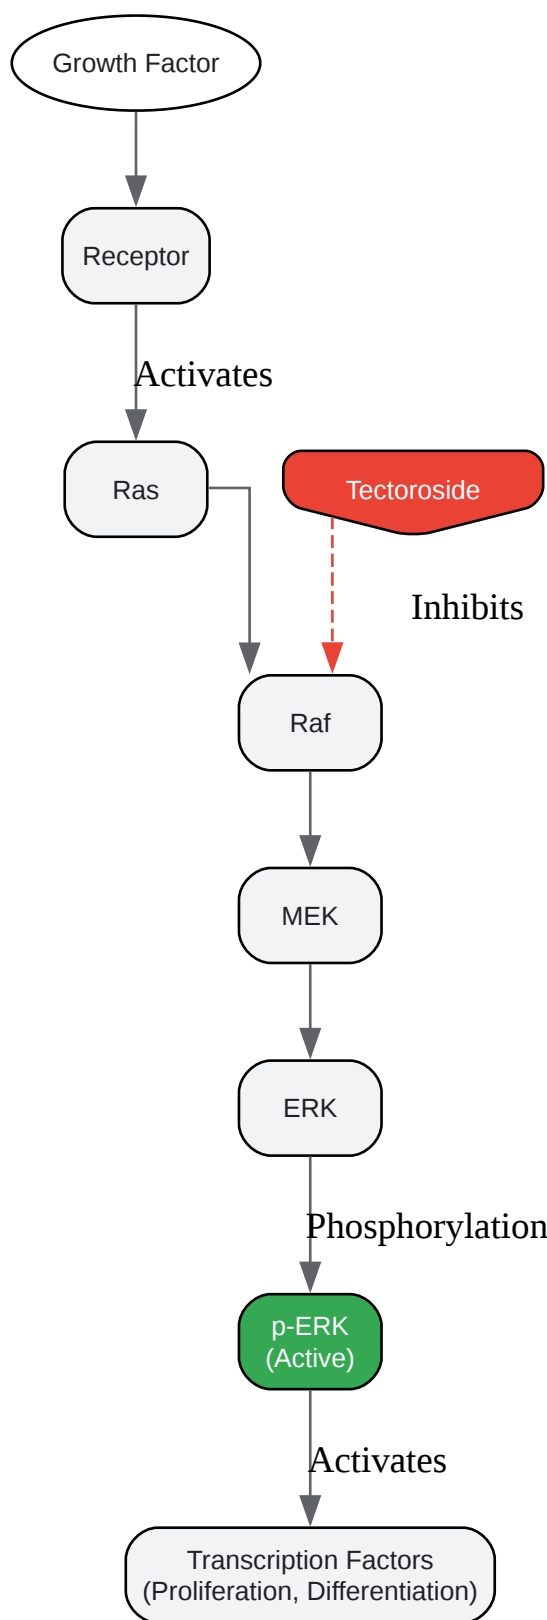 Growth Factor
Receptor
Activates
Ras
Tectoroside
Inhibits
Raf
MEK
ERK
Phosphorylation
p-ERK
(Active)
Activates
Transcription Factors
(Proliferation, Differentiation)